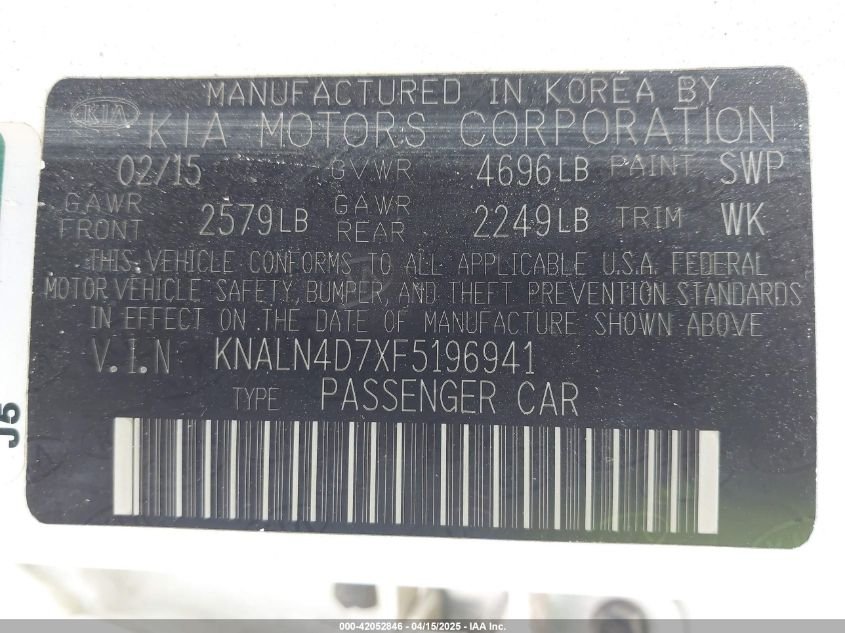 MANUFACTURED IN KOREA BY
KIA KIA MOTORS CORPORATION
02/15 GVWR 4696LB PAINT SWP
GAWR FRONT 2579LB GAWR REAR 2249LB TRIM WK
THIS VEHICLE CONFORMS TO ALL APPLICABLE U.S.A. FEDERAL
MOTOR VEHICLE SAFETY, BUMPER, AND THEFT PREVENTION STANDARDS
IN EFFECT ON THE DATE OF MANUFACTURE SHOWN ABOVE.
V.I.N KNALN4D7XF5196941
TYPE PASSENGER CAR
J5
000-42052846 - 04/15/2025 - IAA Inc.